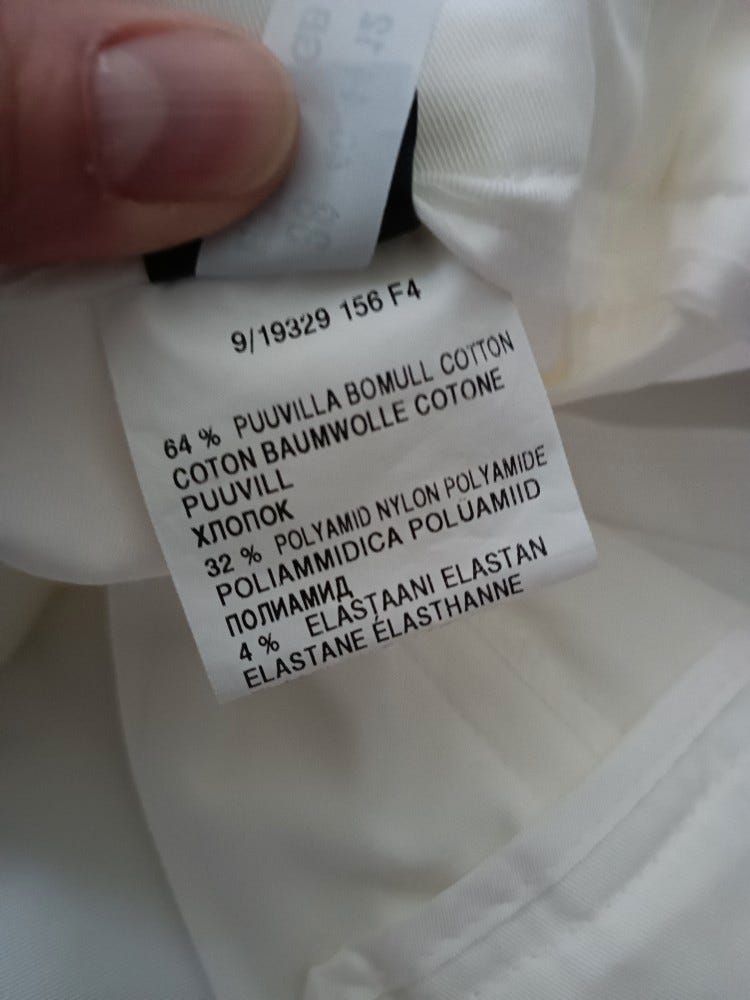 9/19329 156 F4
64 % PUUVILLA BOMULL COTTON
COTON BAUMWOLLE COTONE
PUUVILL
ХЛОПОК
32 % POLYAMID NYLON POLYAMIDE
POLIAMMIDICA POLÜAMIID
ПОЛИАМИД
4 % ELASTAANI ELASTAN
ELASTANE ÉLASTHANNE